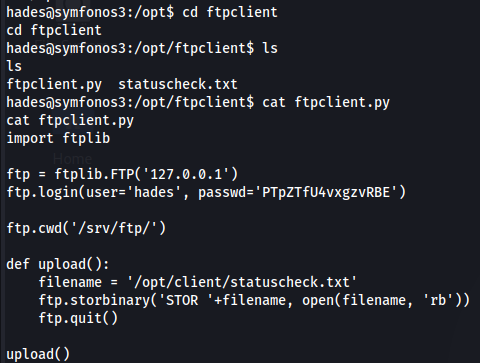 hades@symfonos3:/opt$ cd ftpclient
cd ftpclient
hades@symfonos3:/opt/ftpclient$ ls
ls
ftpclient.py  statuscheck.txt
hades@symfonos3:/opt/ftpclient$ cat ftpclient.py
cat ftpclient.py
import ftplib
Home
ftp = ftplib.FTP('127.0.0.1')
ftp.login(user='hades', passwd='PTpZTfU4vxgzvRBE')

ftp.cwd('/srv/ftp/')

def upload():
    filename = '/opt/client/statuscheck.txt'
    ftp.storbinary('STOR '+filename, open(filename, 'rb'))
    ftp.quit()

upload()